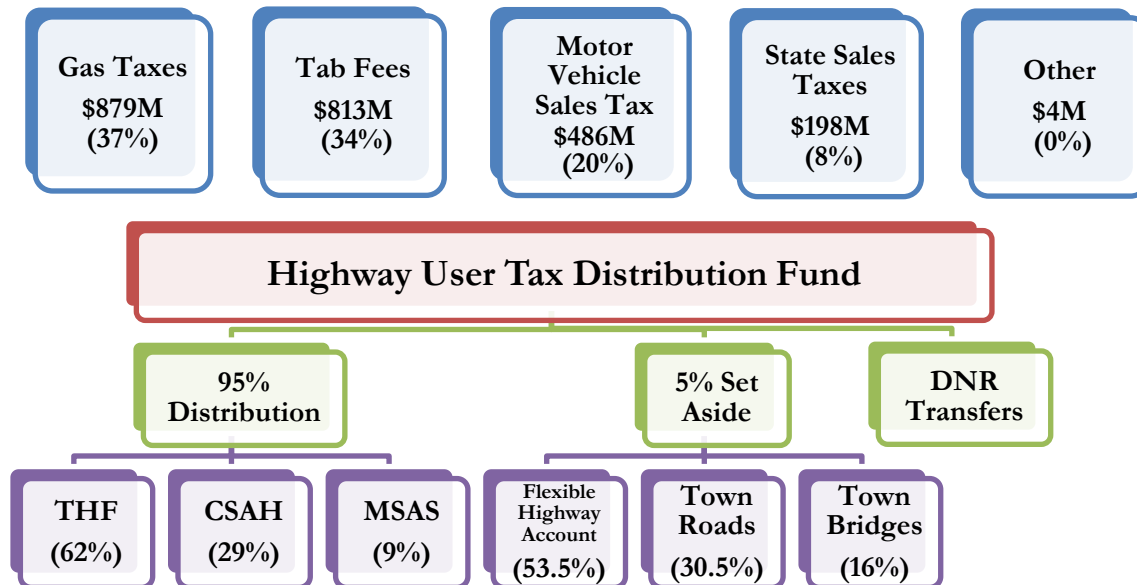 Gas Taxes
$879M
(37%)
Tab Fees
$813M
(34%)
Motor
Vehicle
Sales Tax
$486M
(20%)
State Sales
Taxes
$198M
(8%)
Other
$4M
(0%)
Highway User Tax Distribution Fund
95%
Distribution
5% Set
Aside
DNR
Transfers
THF
(62%)
CSAH
(29%)
MSAS
(9%)
Flexible
Highway
Account
(53.5%)
Town
Roads
(30.5%)
Town
Bridges
(16%)